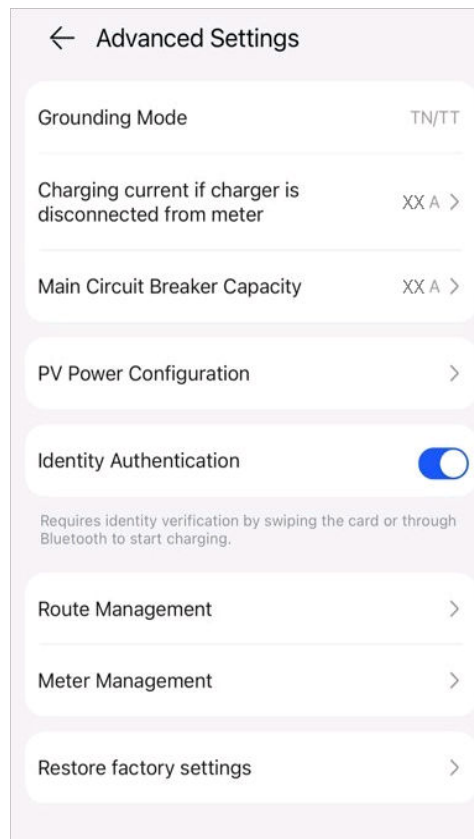 Advanced Settings
Grounding Mode TN/TT
Charging current if charger is
disconnected from meter XX A
Main Circuit Breaker Capacity XX A
PV Power Configuration
Identity Authentication
Requires identity verification by swiping the card or through
Bluetooth to start charging.
Route Management
Meter Management
Restore factory settings